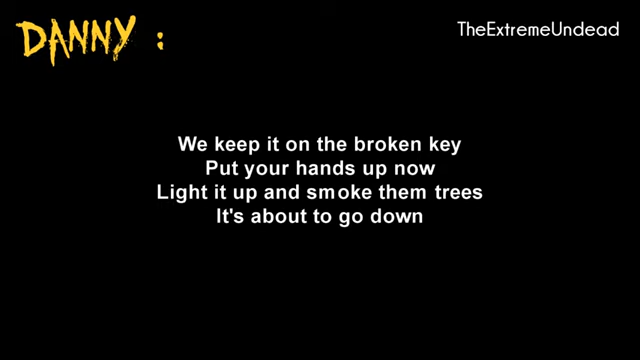 DANNY :
TheExtremeUndead
We keep it on the broken key
Put your hands up now
Light it up and smoke them trees
It's about to go down